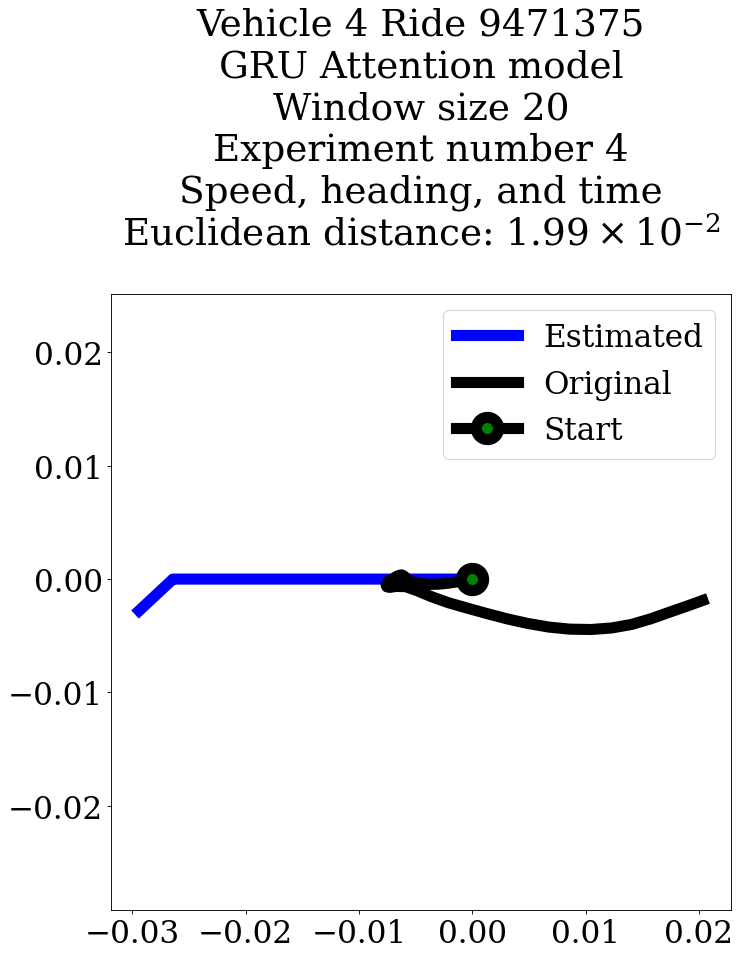 Vehicle 4 Ride 9471375
GRU Attention model
Window size 20
Experiment number 4
Speed, heading, and time
Euclidean distance: 1.99 × 10⁻²
Estimated
Original
Start
0.02
0.01
0.00
−0.01
−0.02
−0.03 −0.02 −0.01 0.00 0.01 0.02